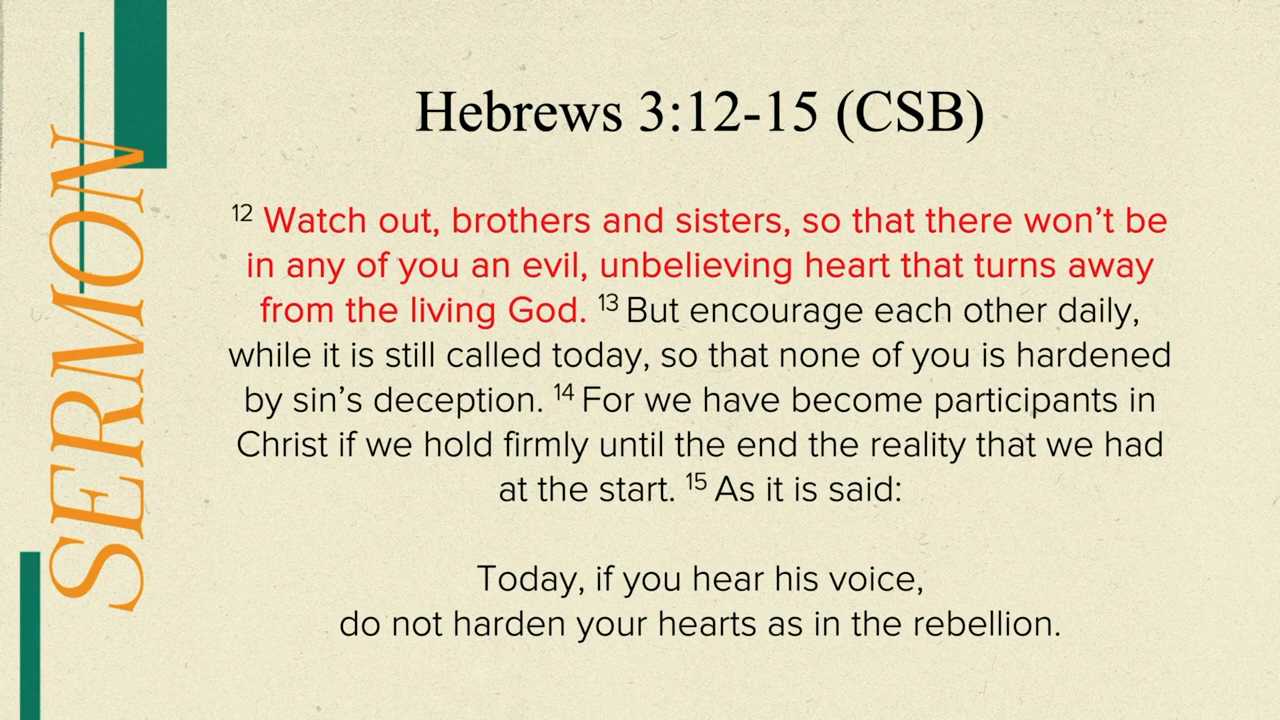 SERMON
Hebrews 3:12-15 (CSB)
12 Watch out, brothers and sisters, so that there won’t be
in any of you an evil, unbelieving heart that turns away
from the living God. 13 But encourage each other daily,
while it is still called today, so that none of you is hardened
by sin’s deception. 14 For we have become participants in
Christ if we hold firmly until the end the reality that we had
at the start. 15 As it is said:
Today, if you hear his voice,
do not harden your hearts as in the rebellion.